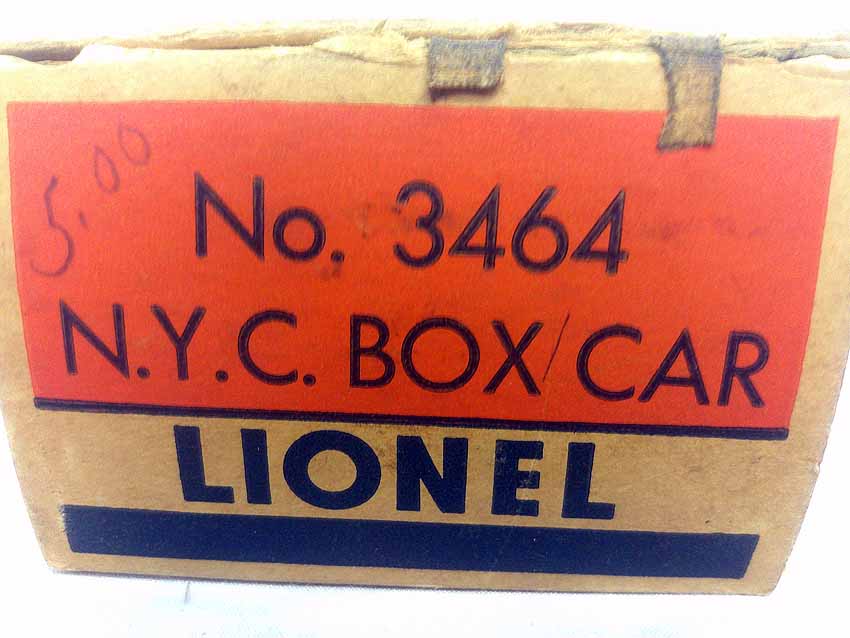 5.00
No. 3464
N.Y.C. BOX CAR
LIONEL